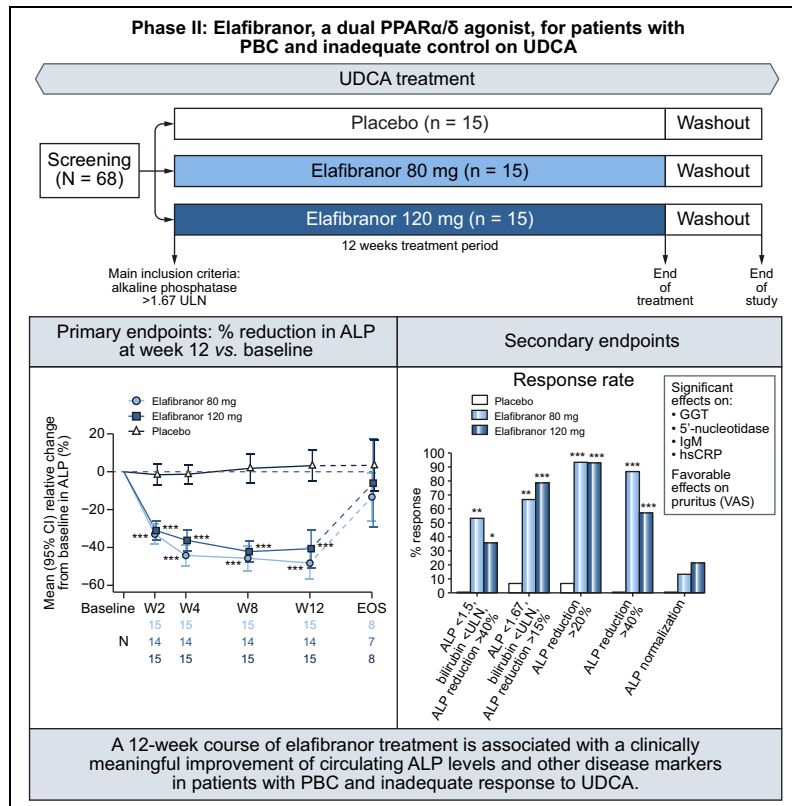 Phase II: Elafibranor, a dual PPARα/δ agonist, for patients with
PBC and inadequate control on UDCA
UDCA treatment
Placebo (n = 15)
Washout
Screening
(N = 68)
Elafibranor 80 mg (n = 15)
Washout
Elafibranor 120 mg (n = 15)
Washout
12 weeks treatment period
Main inclusion criteria:
alkaline phosphatase
>1.67 ULN
End
of
treatment
End
of
study
Primary endpoints: % reduction in ALP
at week 12 vs. baseline
Elafibranor 80 mg
Elafibranor 120 mg
Placebo
Mean (95% CI) relative change
from baseline in ALP (%)
20
0
−20
−40
−60
***
***
***
***
***
***
***
***
Baseline W2 W4 W8 W12 EOS
15 15 15 15 8
N 14 14 14 14 7
15 15 15 15 8
Secondary endpoints
Response rate
Placebo
Elafibranor 80 mg
Elafibranor 120 mg
Significant
effects on:
• GGT
• 5'-nucleotidase
• IgM
• hsCRP
Favorable
effects on
pruritus (VAS)
% response
100
90
80
70
60
50
40
30
20
10
0
**
*
**
***
***
***
***
***
ALP <1.5,
bilirubin <ULN,
ALP reduction >40%
ALP <1.67
bilirubin <ULN,
ALP reduction >15%
ALP reduction
>20%
ALP reduction
>40%
ALP normalization
A 12-week course of elafibranor treatment is associated with a clinically
meaningful improvement of circulating ALP levels and other disease markers
in patients with PBC and inadequate response to UDCA.